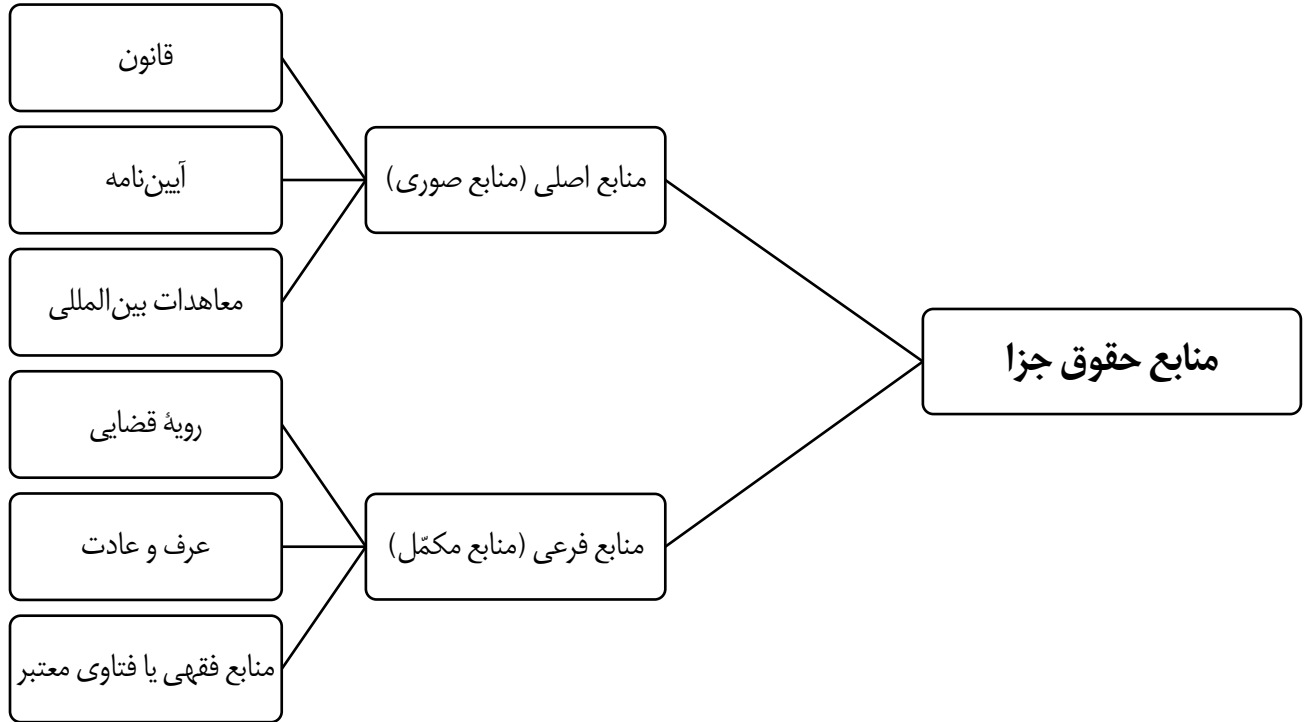 منابع حقوق جزا
منابع اصلی (منابع صوری)
قانون
آیین‌نامه
معاهدات بین‌المللی
منابع فرعی (منابع مکمّل)
رویهٔ قضایی
عرف و عادت
منابع فقهی یا فتاوی معتبر